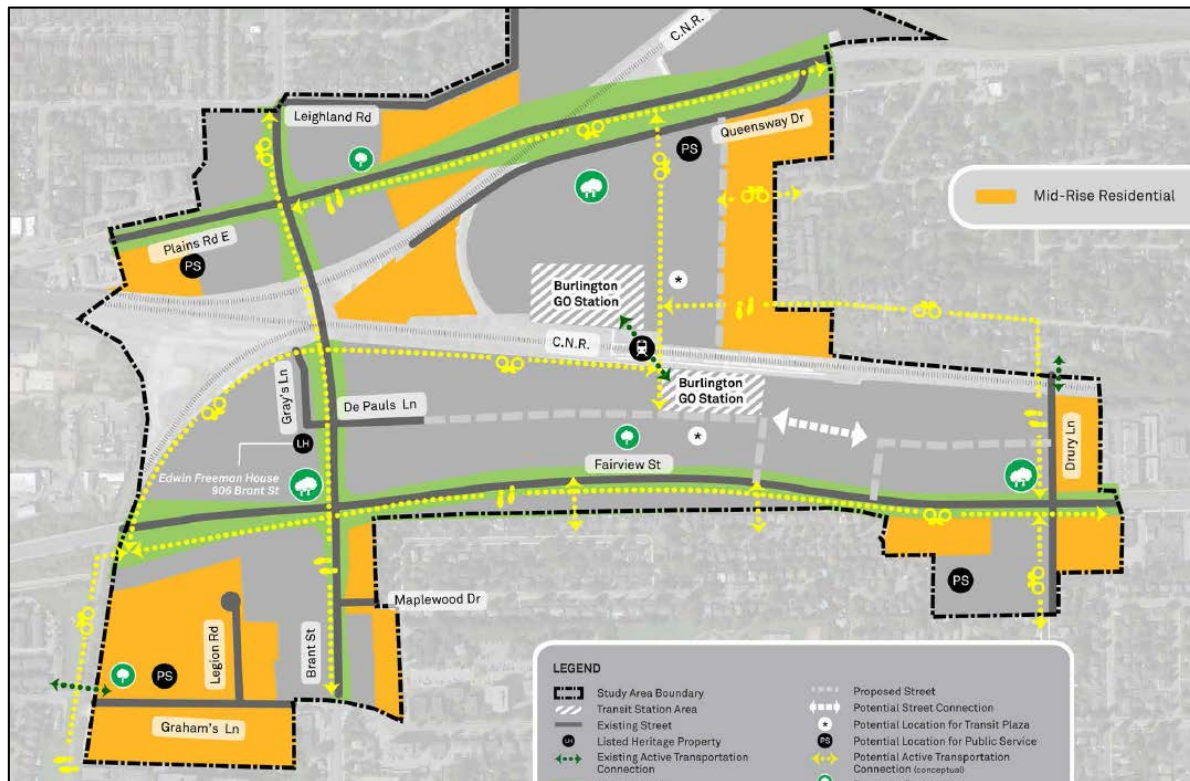 C.N.R.
Leighland Rd
Queensway Dr
PS
Mid-Rise Residential
Plains Rd E
PS
Burlington
GO Station
*
C.N.R.
Burlington
GO Station
Gray's Ln
De Pauls Ln
LH
*
Drury Ln
Edwin Freeman House
906 Brant St
Fairview St
PS
Maplewood Dr
Legion Rd
Brant St
PS
Graham's Ln
LEGEND
Study Area Boundary
Transit Station Area
Existing Street
LH Listed Heritage Property
Existing Active Transportation
Connection
Proposed Street
Potential Street Connection
* Potential Location for Transit Plaza
PS Potential Location for Public Service
Potential Active Transportation
Connection (conceptual)